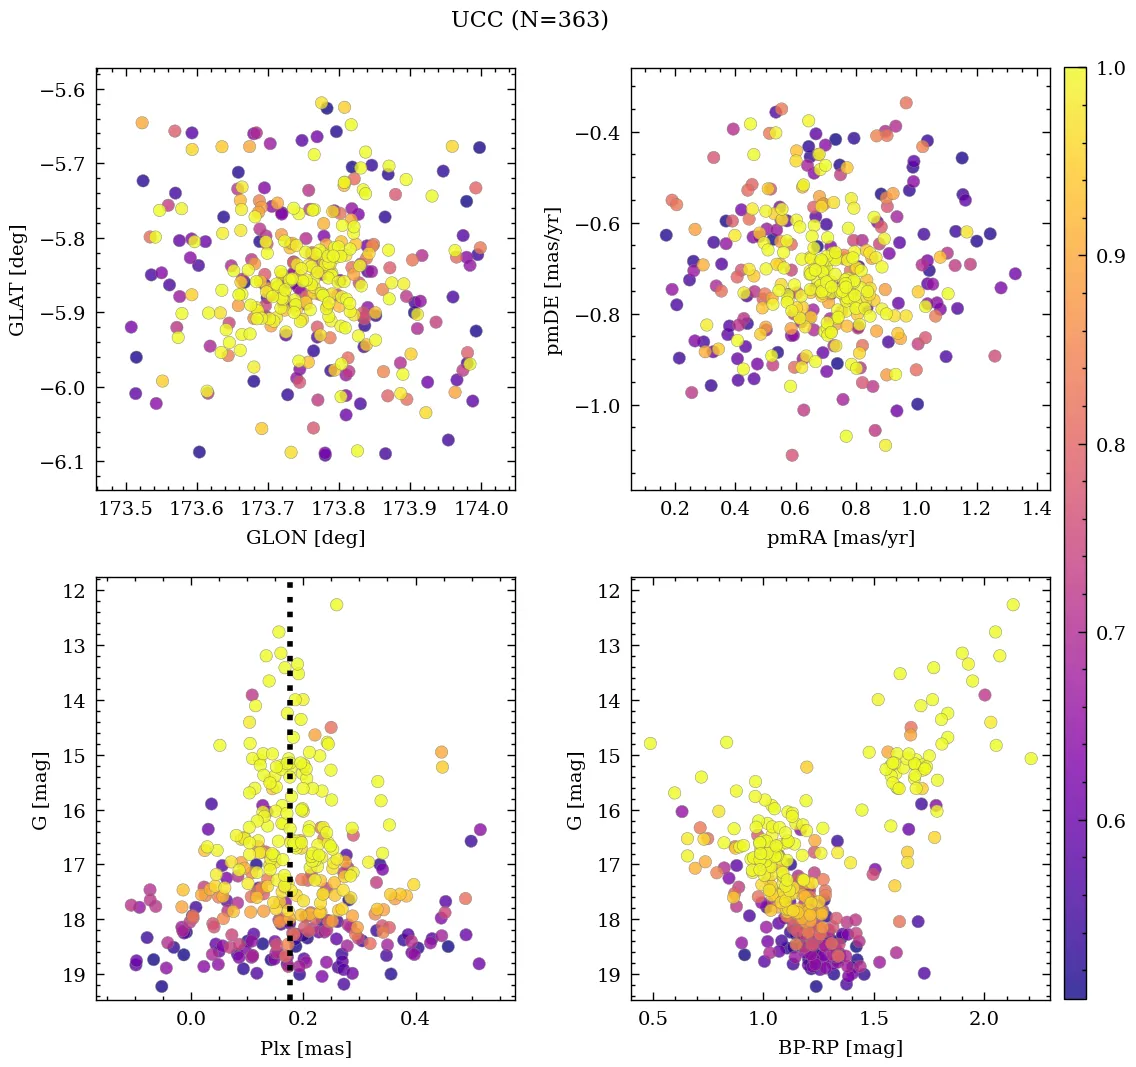 UCC (N=363)
−5.6
−5.7
−5.8
−5.9
−6.0
−6.1
GLAT [deg]
173.5 173.6 173.7 173.8 173.9 174.0
GLON [deg]
−0.4
−0.6
−0.8
−1.0
pmDE [mas/yr]
0.2 0.4 0.6 0.8 1.0 1.2 1.4
pmRA [mas/yr]
12
13
14
15
16
17
18
19
G [mag]
0.0 0.2 0.4
Plx [mas]
12
13
14
15
16
17
18
19
G [mag]
0.5 1.0 1.5 2.0
BP-RP [mag]
1.0
0.9
0.8
0.7
0.6